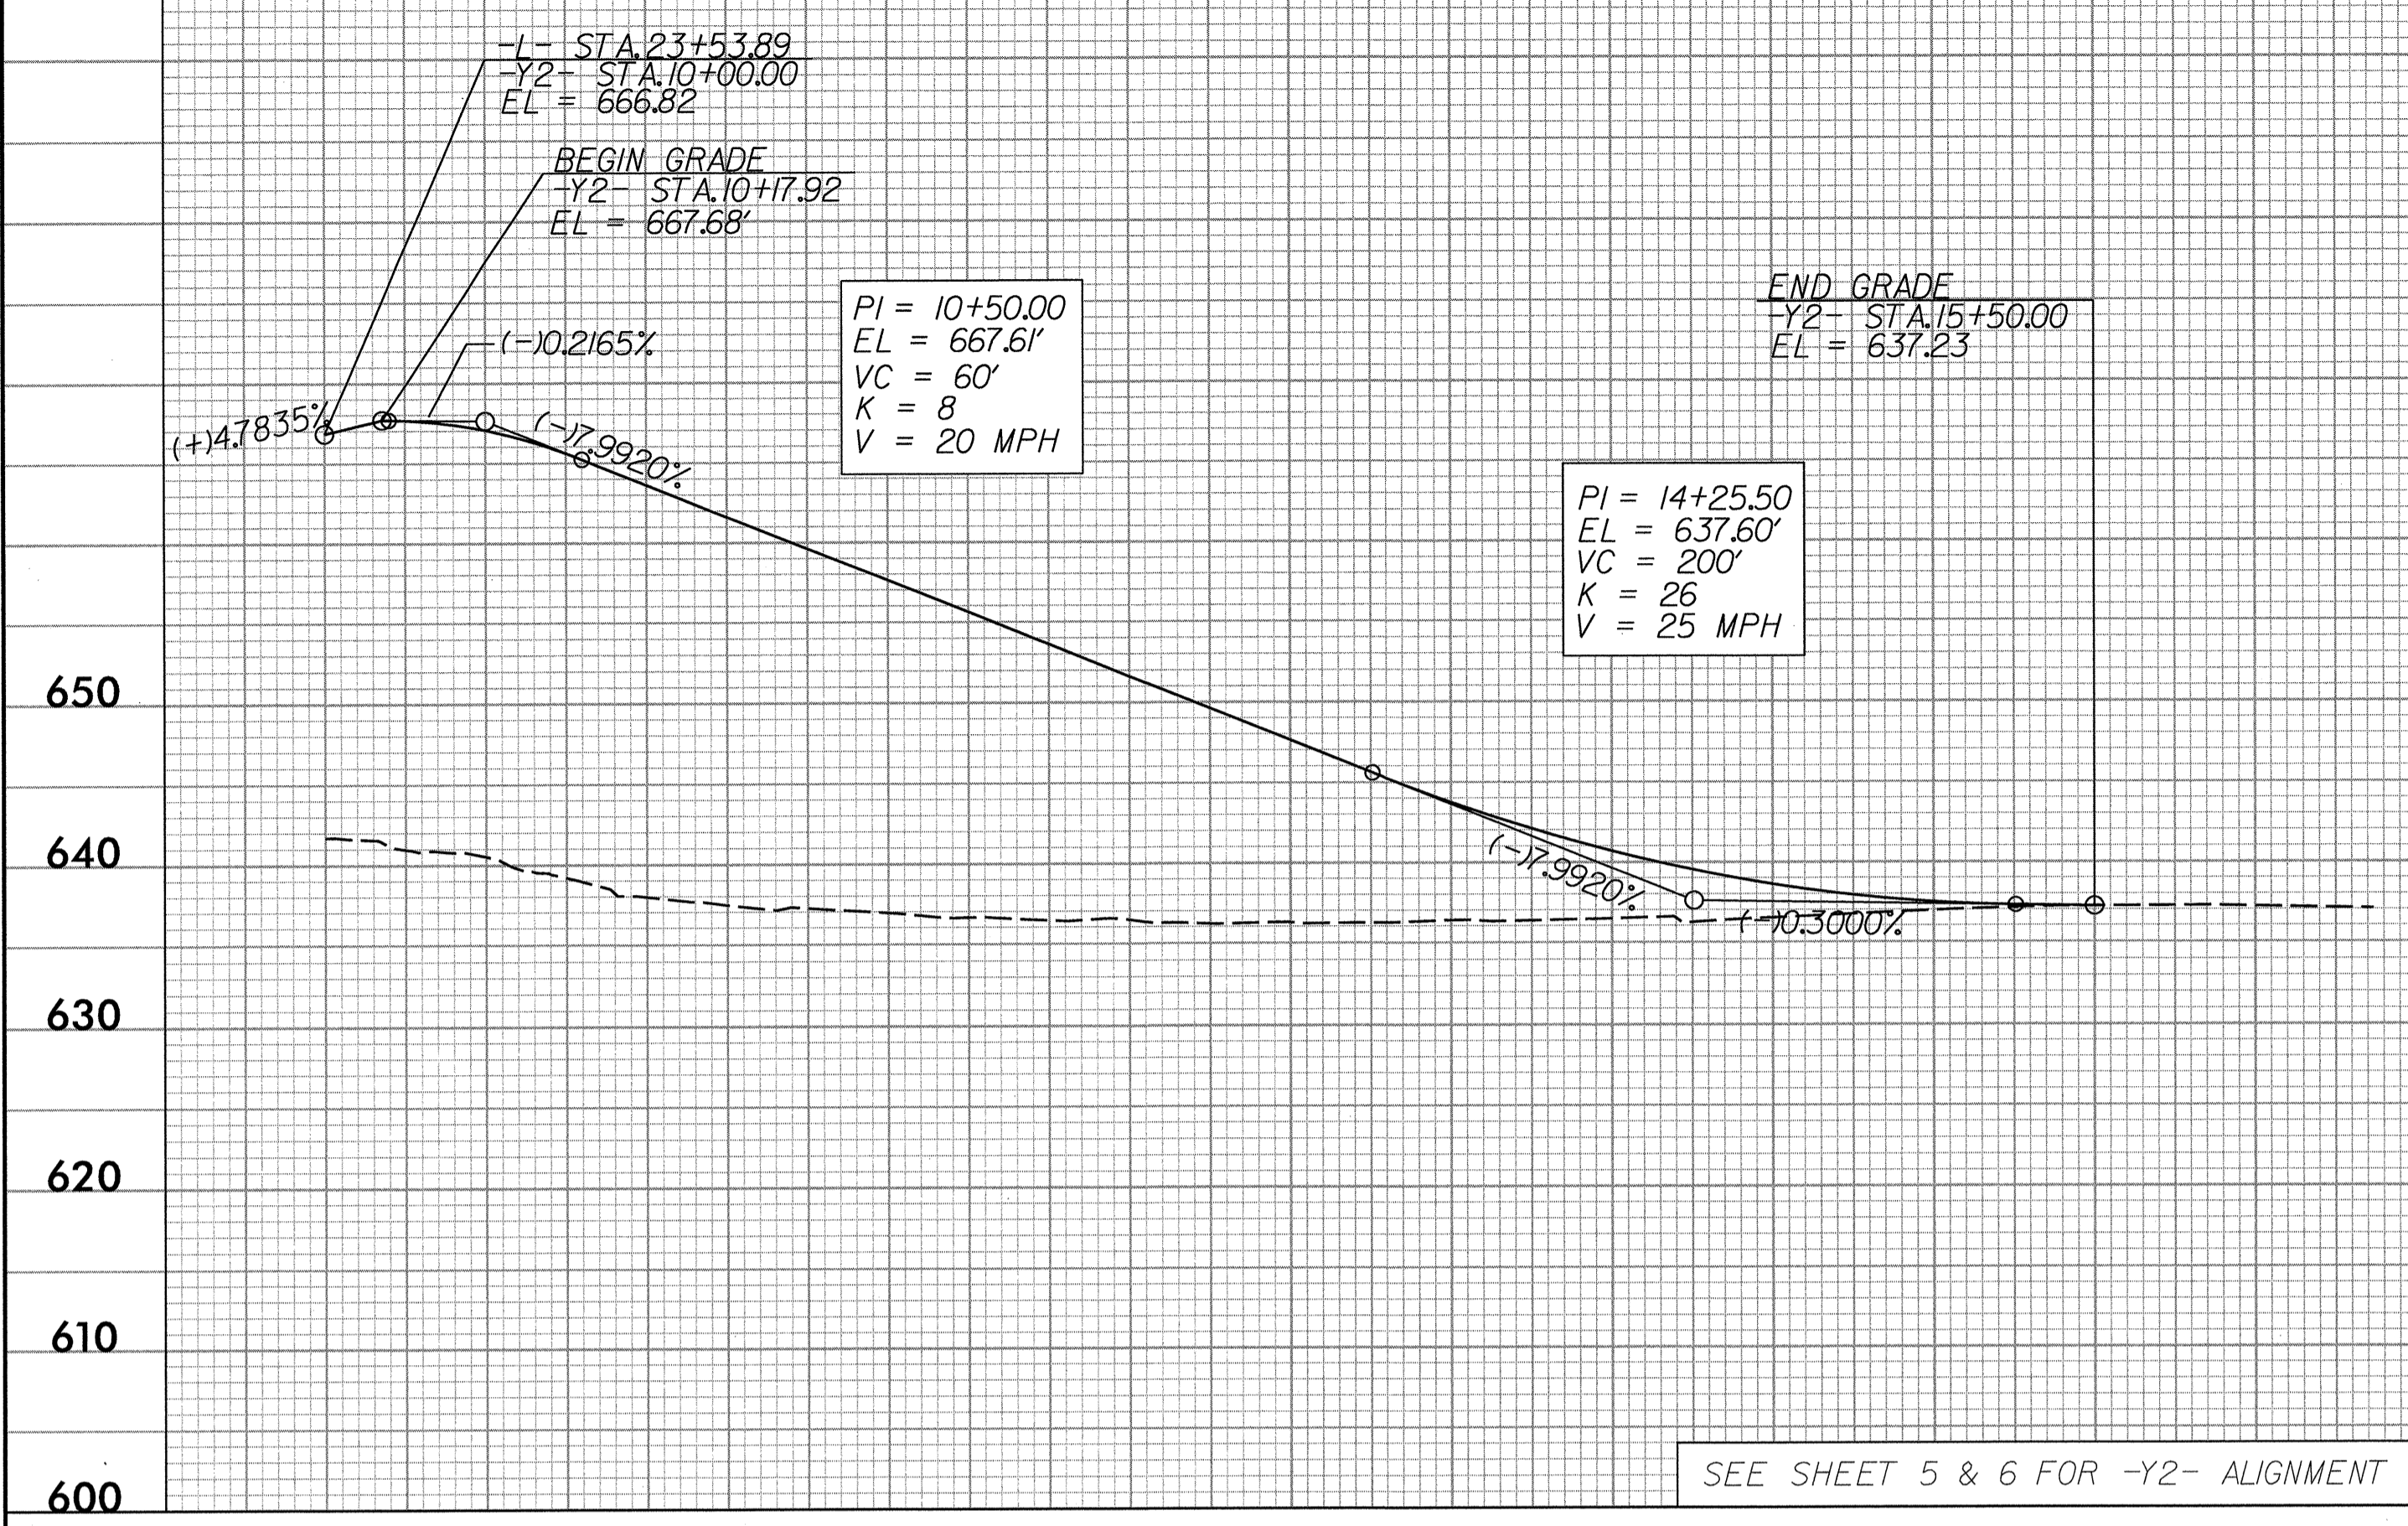 -L- STA.23+53.89
-Y2- STA.10+00.00
EL = 666.82
BEGIN GRADE
-Y2- STA.10+17.92
EL = 667.68'
(-)0.2165%
(+)4.7835%
(-)7.9920%
PI = 10+50.00
EL = 667.61'
VC = 60'
K = 8
V = 20 MPH
END GRADE
-Y2- STA.15+50.00
EL = 637.23
PI = 14+25.50
EL = 637.60'
VC = 200'
K = 26
V = 25 MPH
(-)7.9920%
(-)0.3000%
650
640
630
620
610
600
SEE SHEET 5 & 6 FOR -Y2- ALIGNMENT